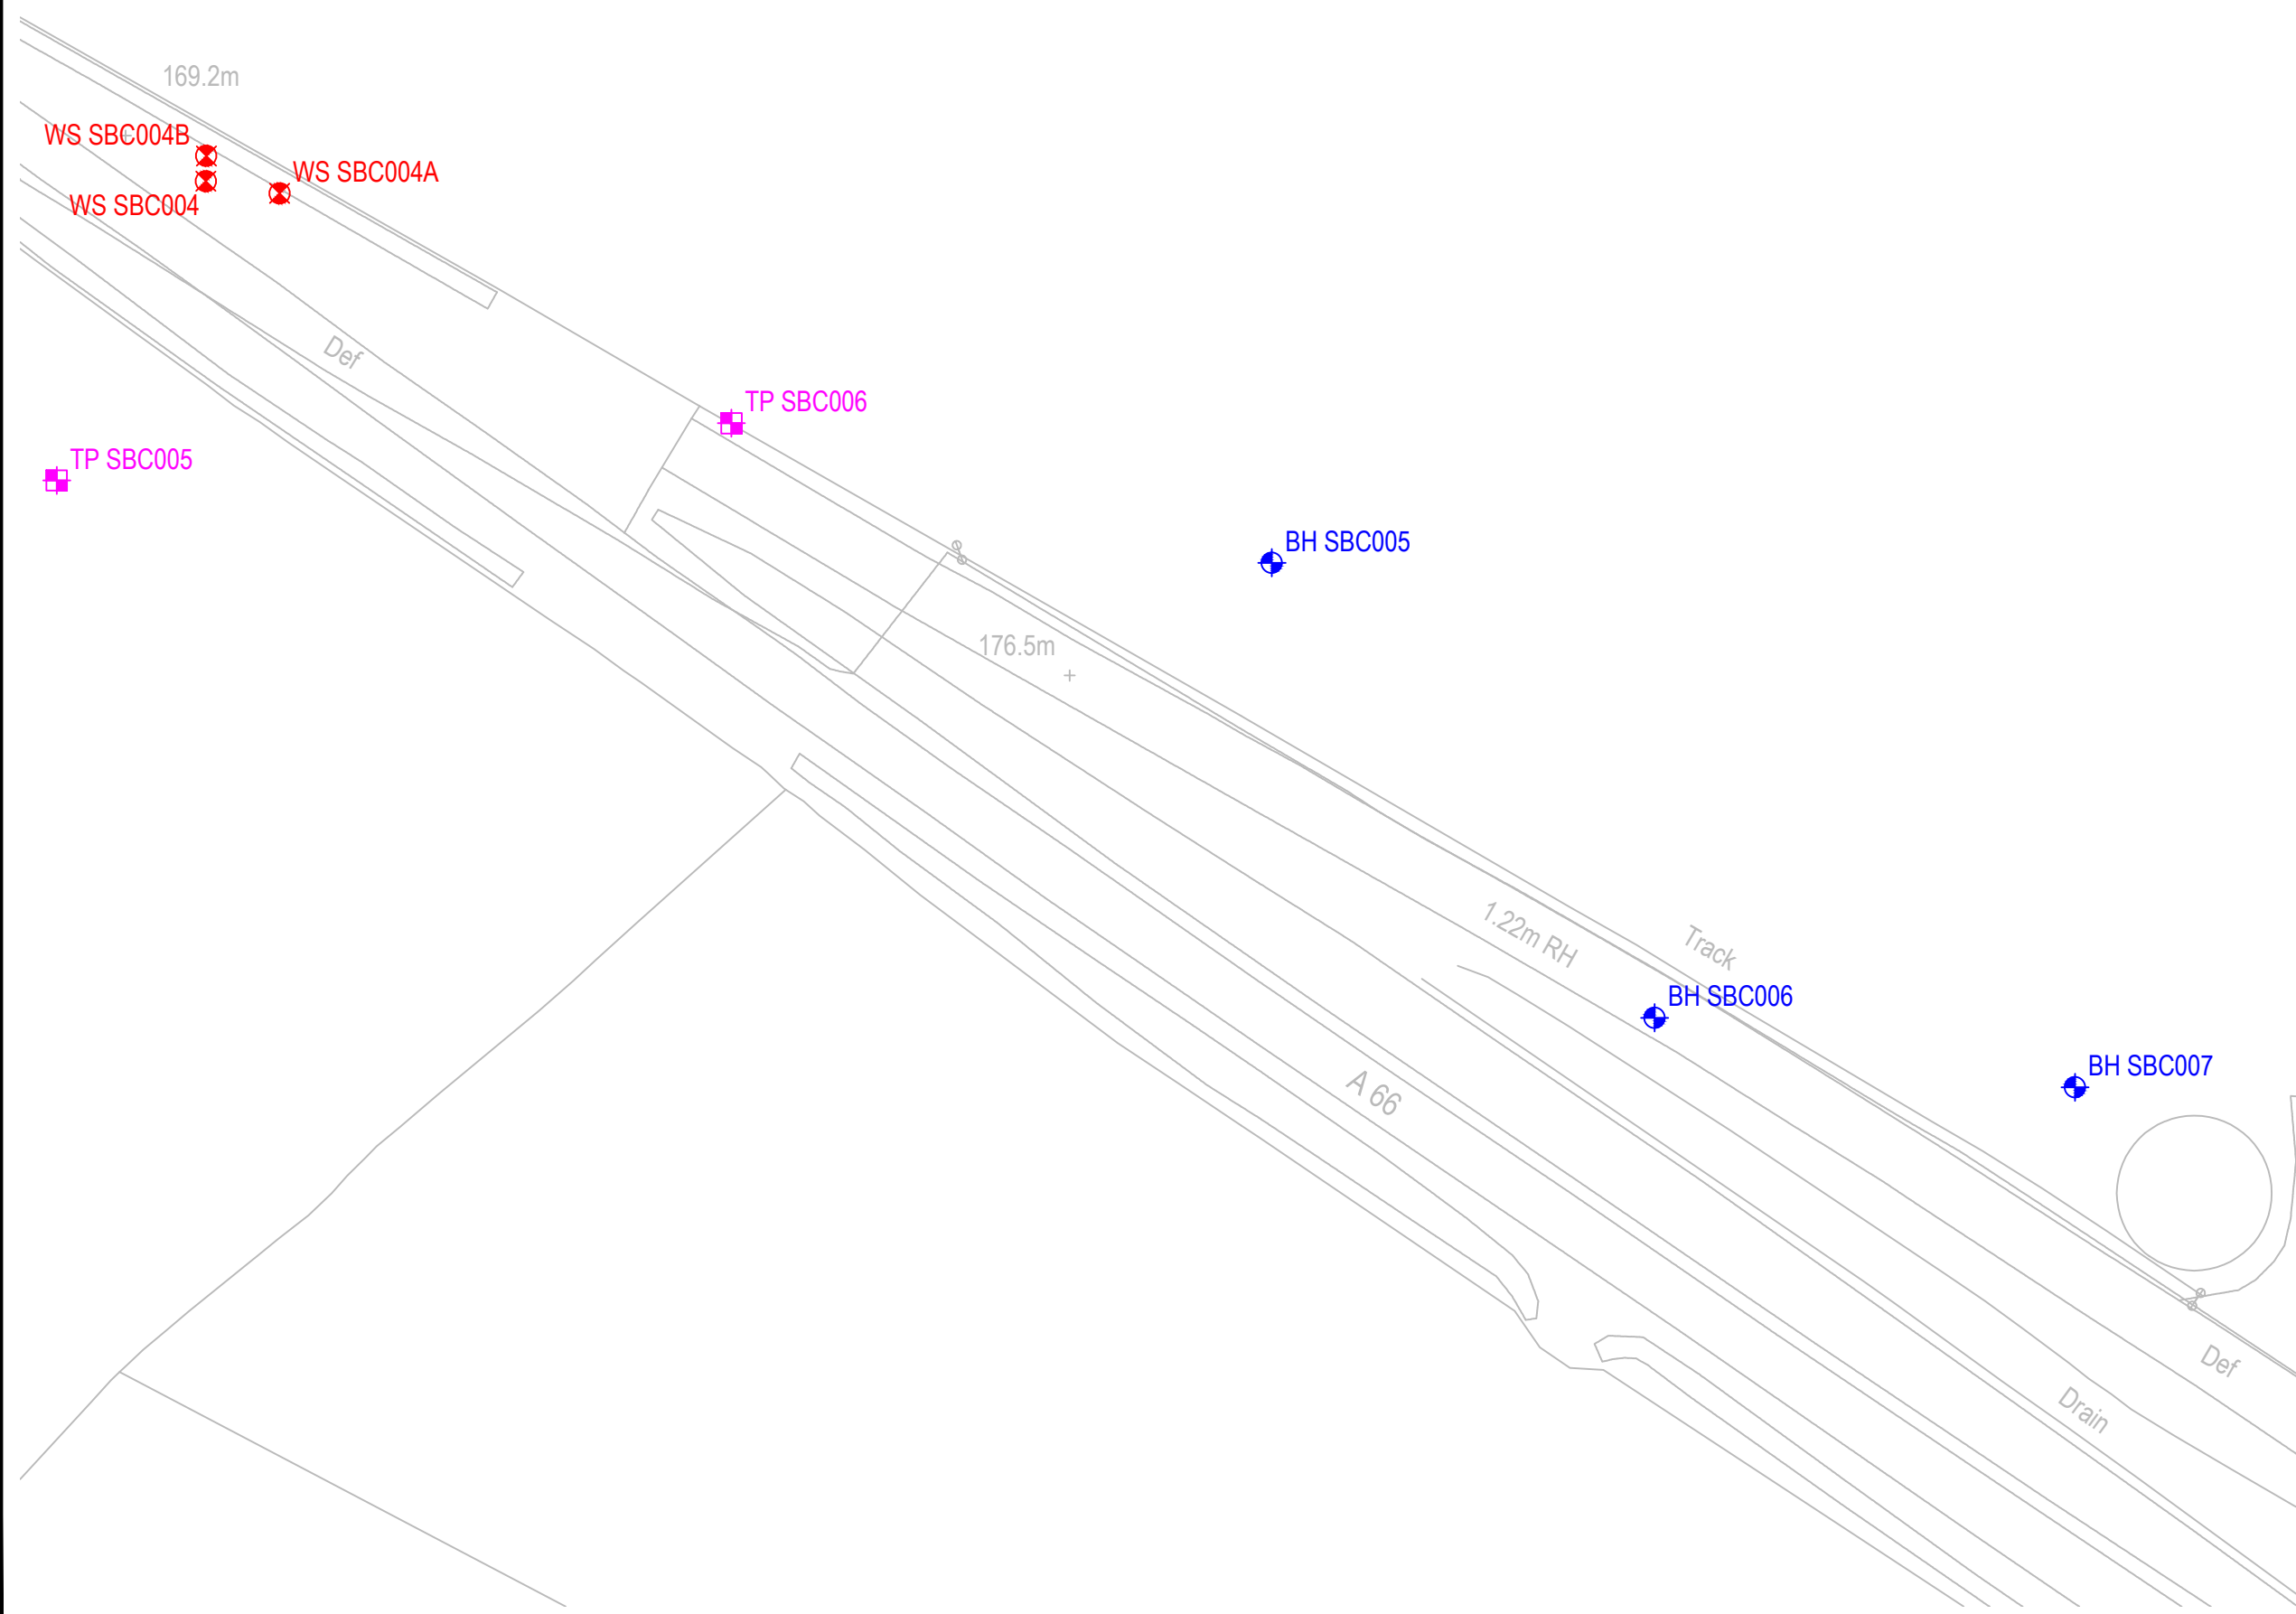 169.2m
WS SBC004B
WS SBC004A
WS SBC004
Def
TP SBC006
TP SBC005
BH SBC005
176.5m
1.22m RH
Track
BH SBC006
BH SBC007
A 66
Def
Drain